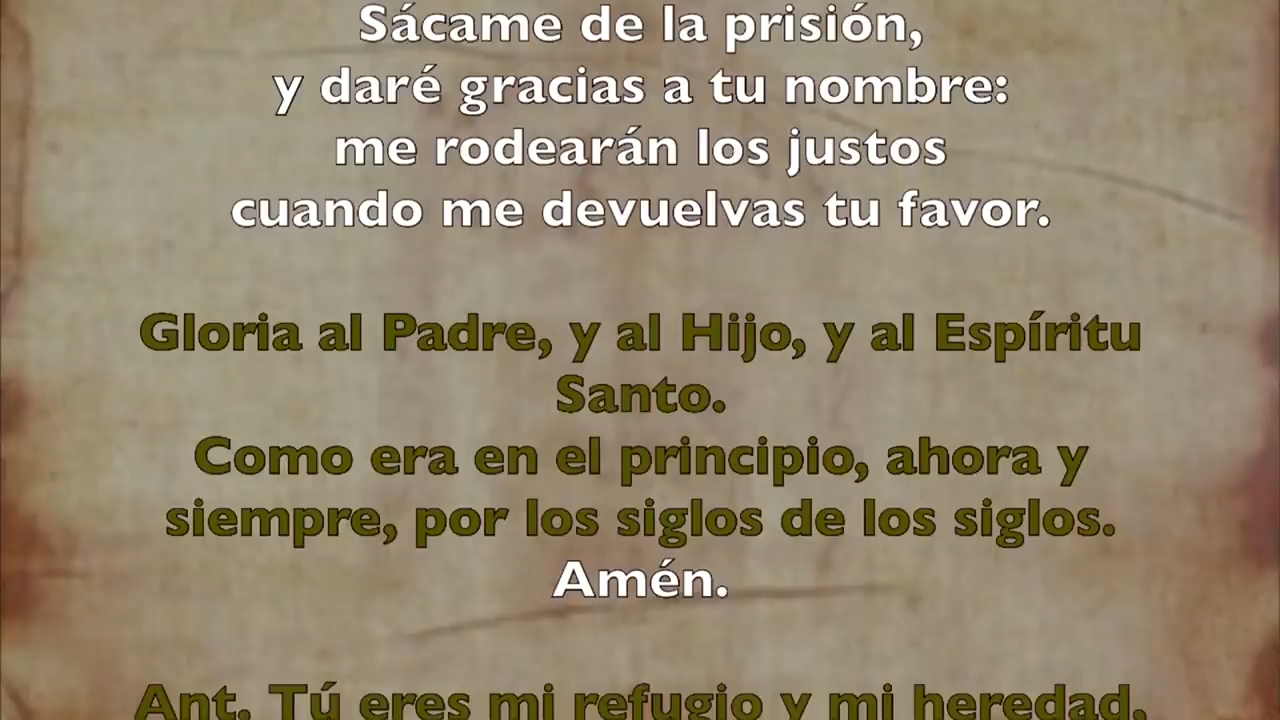 Sácame de la prisión,
y daré gracias a tu nombre:
me rodearán los justos
cuando me devuelvas tu favor.
Gloria al Padre, y al Hijo, y al Espíritu
Santo.
Como era en el principio, ahora y
siempre, por los siglos de los siglos.
Amén.
Ant. Tú eres mi refugio y mi heredad,